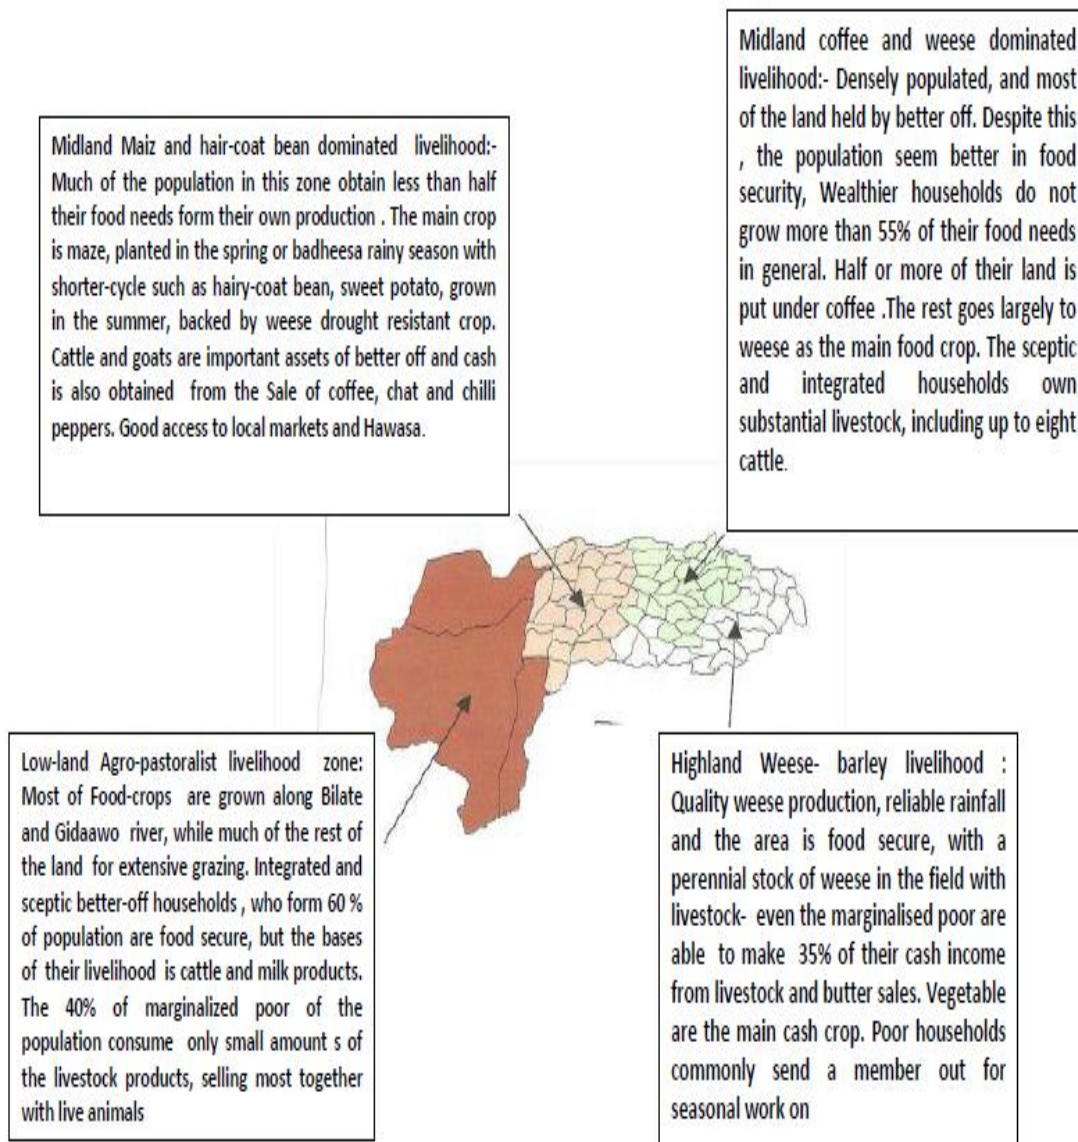 Midland Maiz and hair-coat bean dominated livelihood:-
Much of the population in this zone obtain less than half
their food needs form their own production . The main crop
is maze, planted in the spring or badheesa rainy season with
shorter-cycle such as hairy-coat bean, sweet potato, grown
in the summer, backed by weese drought resistant crop.
Cattle and goats are important assets of better off and cash
is also obtained from the Sale of coffee, chat and chilli
peppers. Good access to local markets and Hawasa.
Midland coffee and weese dominated
livelihood:- Densely populated, and most
of the land held by better off. Despite this
, the population seem better in food
security, Wealthier households do not
grow more than 55% of their food needs
in general. Half or more of their land is
put under coffee .The rest goes largely to
weese as the main food crop. The sceptic
and integrated households own
substantial livestock, including up to eight
cattle.
Low-land Agro-pastoralist livelihood zone:
Most of Food-crops are grown along Bilate
and Gidaawo river, while much of the rest of
the land for extensive grazing. Integrated and
sceptic better-off households , who form 60 %
of population are food secure, but the bases
of their livelihood is cattle and milk products.
The 40% of marginalized poor of the
population consume only small amount s of
the livestock products, selling most together
with live animals
Highland Weese- barley livelihood :
Quality weese production, reliable rainfall
and the area is food secure, with a
perennial stock of weese in the field with
livestock- even the marginalised poor are
able to make 35% of their cash income
from livestock and butter sales. Vegetable
are the main cash crop. Poor households
commonly send a member out for
seasonal work on